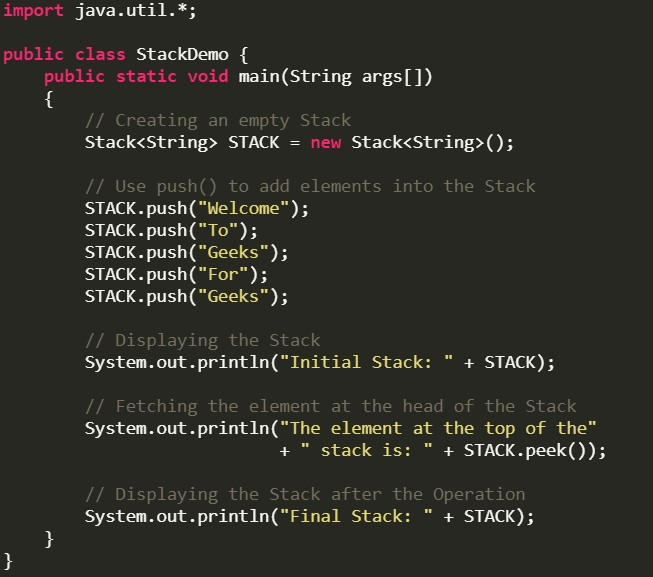 import java.util.*;

public class StackDemo {
    public static void main(String args[])
    {
        // Creating an empty Stack
        Stack<String> STACK = new Stack<String>();

        // Use push() to add elements into the Stack
        STACK.push("Welcome");
        STACK.push("To");
        STACK.push("Geeks");
        STACK.push("For");
        STACK.push("Geeks");

        // Displaying the Stack
        System.out.println("Initial Stack: " + STACK);

        // Fetching the element at the head of the Stack
        System.out.println("The element at the top of the"
                           + " stack is: " + STACK.peek());

        // Displaying the Stack after the Operation
        System.out.println("Final Stack: " + STACK);
    }
}